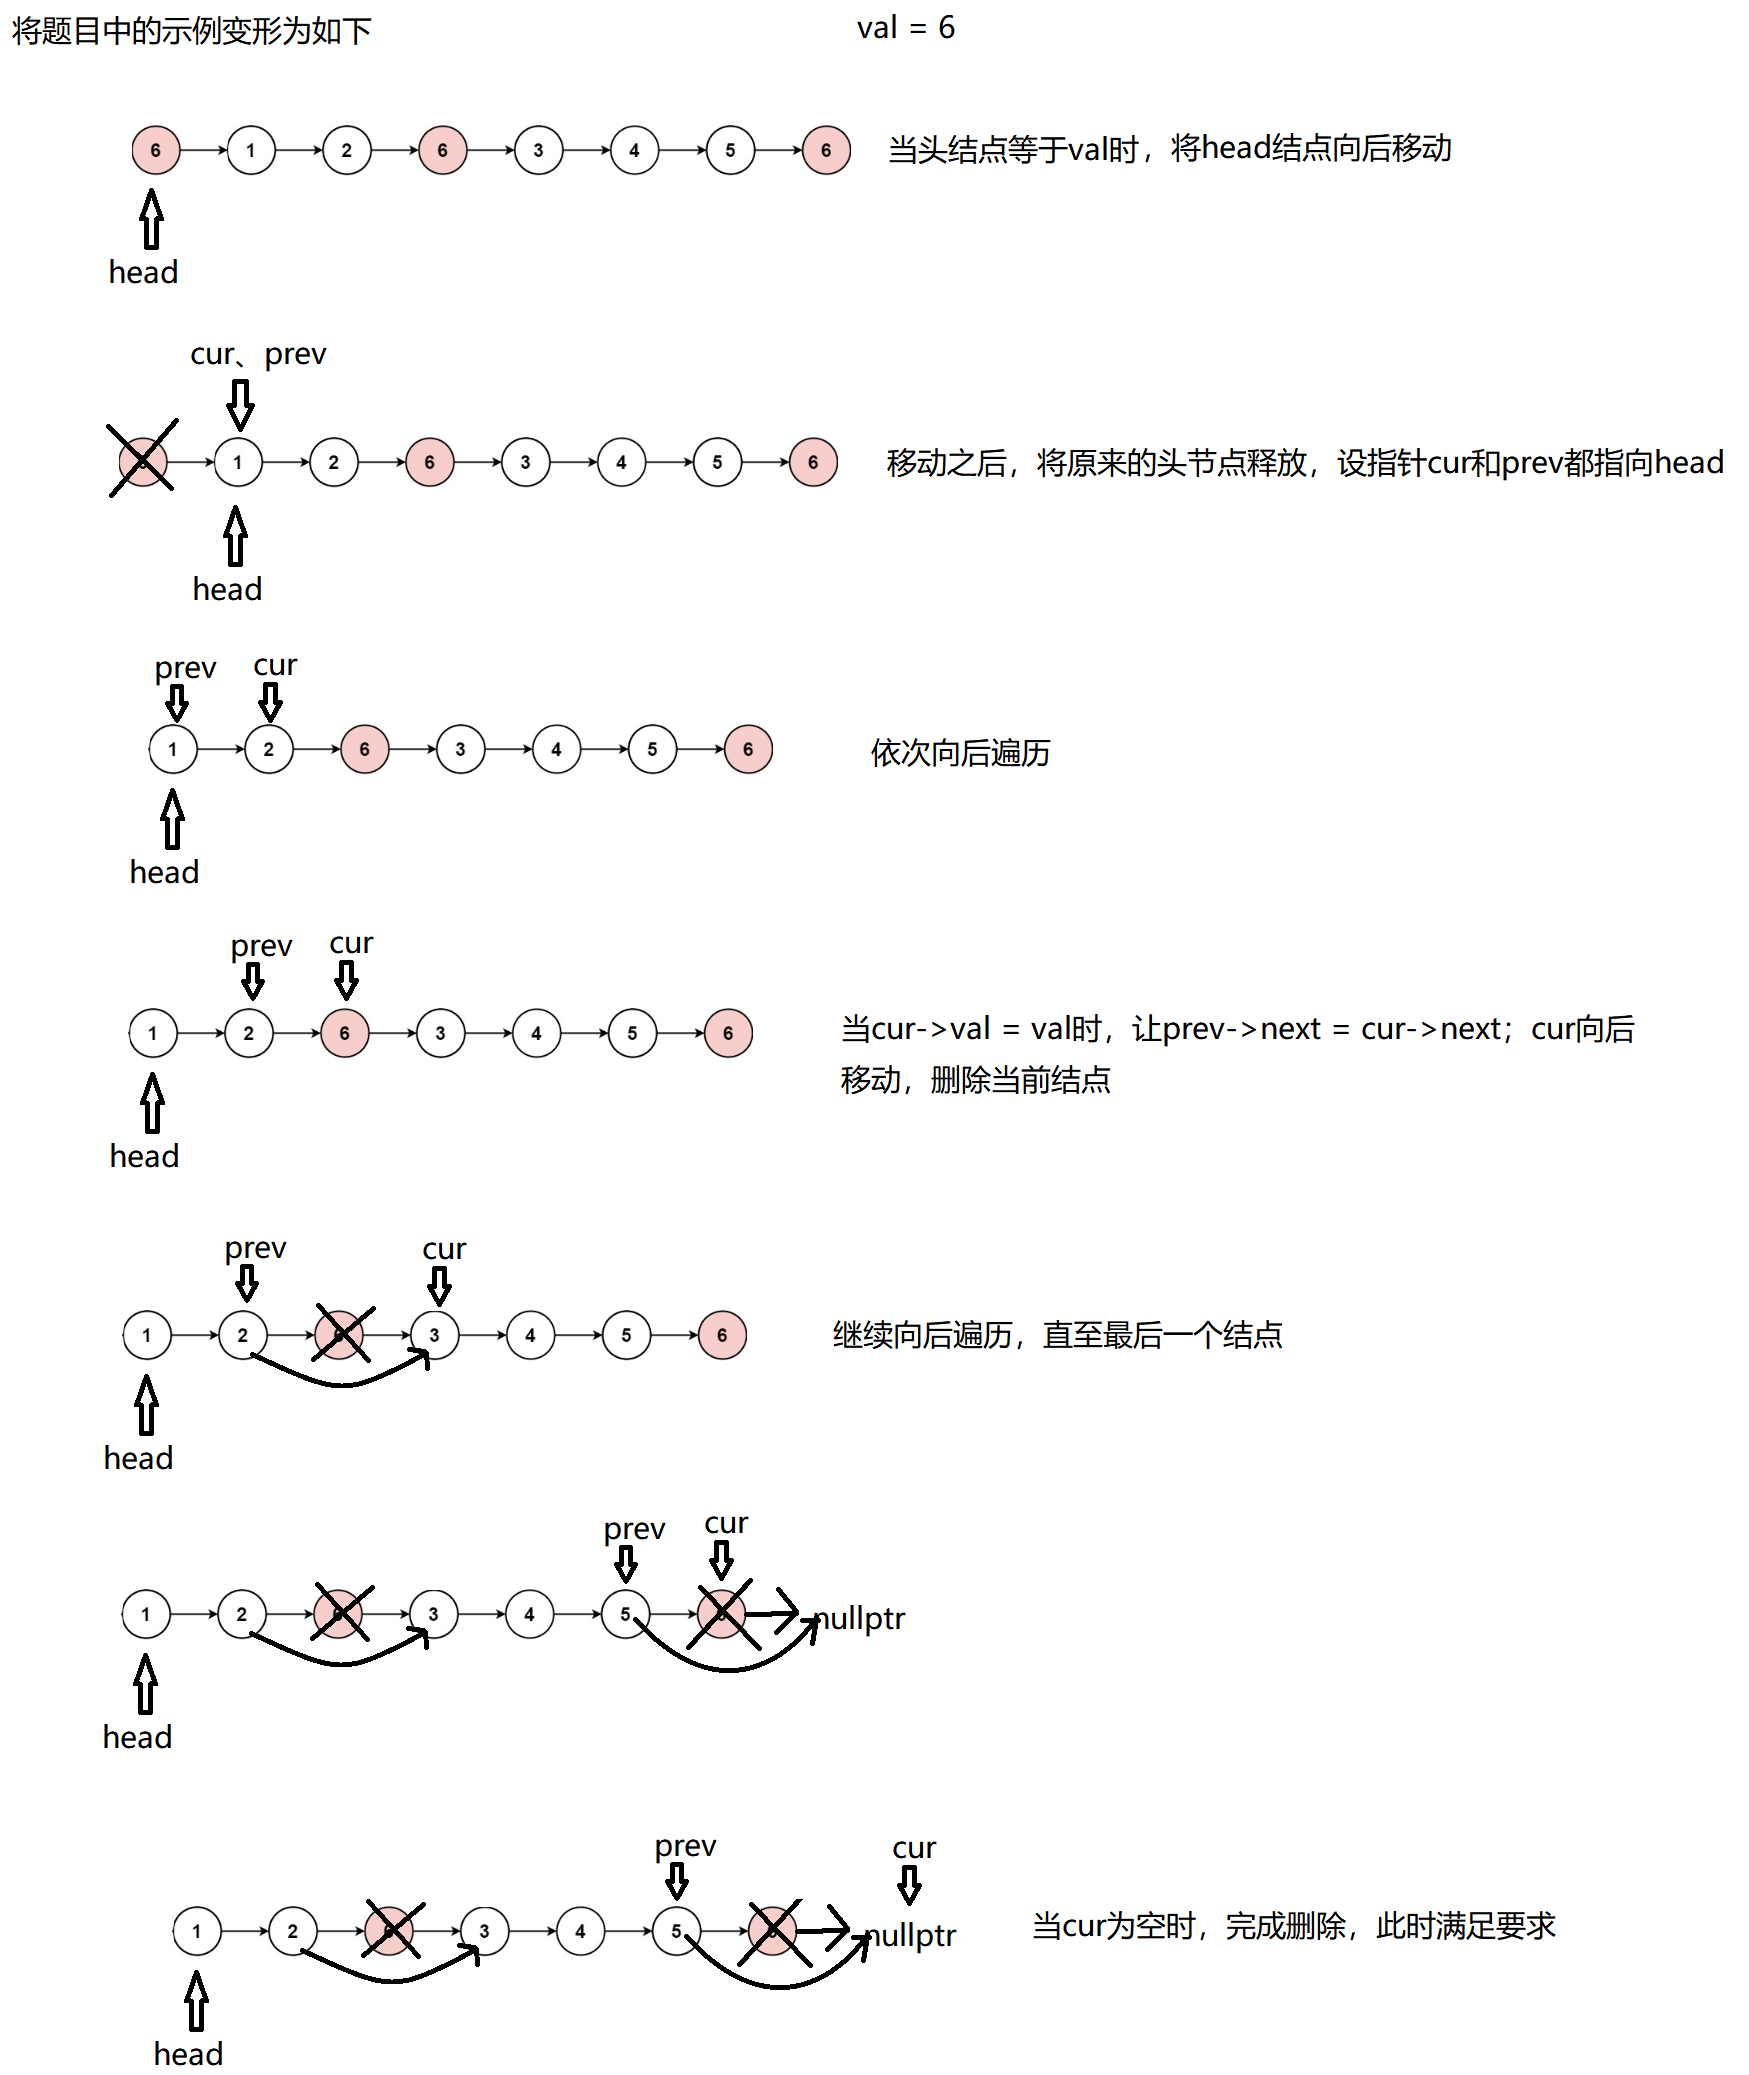 将题目中的示例变形为如下
val = 6
6 1 2 6 3 4 5 6
当头结点等于val时，将head结点向后移动
head
cur、prev
1 2 6 3 4 5 6
移动之后，将原来的头节点释放，设指针cur和prev都指向head
head
prev cur
1 2 6 3 4 5 6
依次向后遍历
head
prev cur
1 2 6 3 4 5 6
当cur->val = val时，让prev->next = cur->next；cur向后
移动，删除当前结点
head
prev cur
1 2 3 4 5 6
继续向后遍历，直至最后一个结点
head
prev cur
1 2 3 4 5 nullptr
head
prev cur
1 2 3 4 5 nullptr
当cur为空时，完成删除，此时满足要求
head